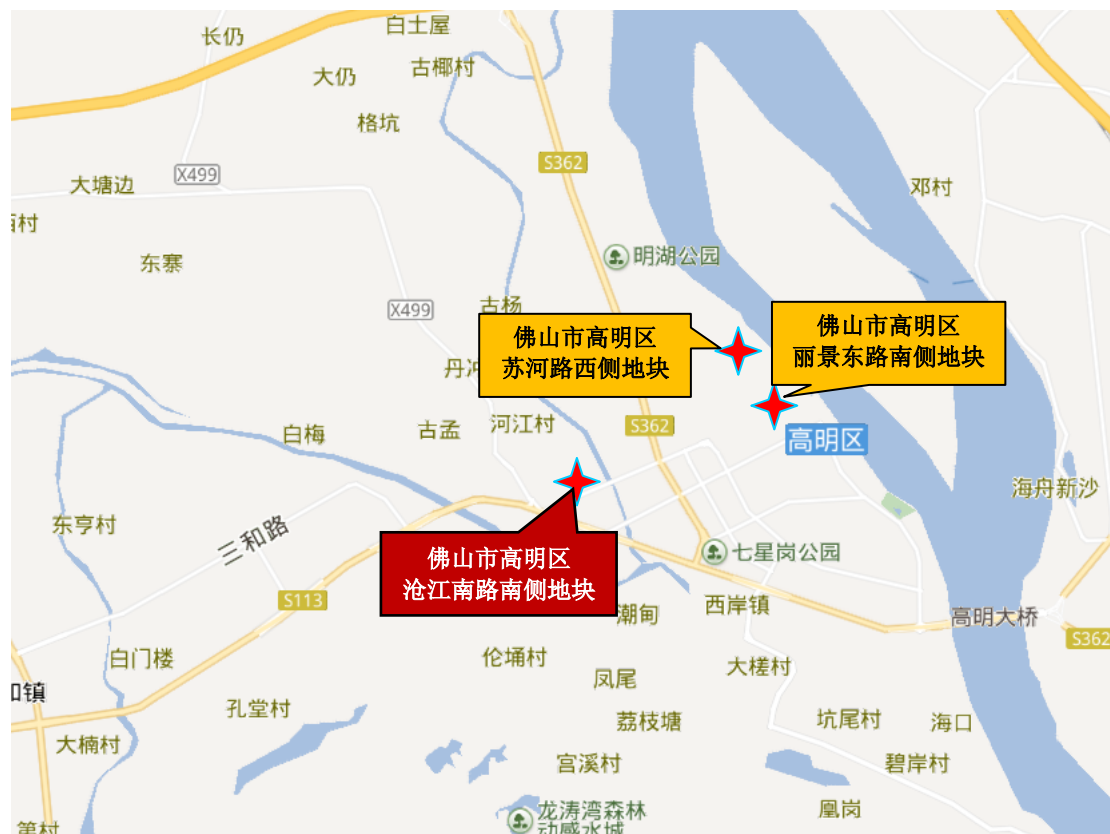 长仞
白土屋
大仞
古椰村
格坑
S362
X499
大塘边
邓村
村
东寨
明湖公园
X499
古杨
佛山市高明区
苏河路西侧地块
佛山市高明区
丽景东路南侧地块
丹冲
河江村
古孟
白梅
S362
高明区
海舟新沙
东亨村
三和路
七星岗公园
佛山市高明区
沧江南路南侧地块
S113
潮甸
西岸镇
高明大桥
S362
白门楼
伦埇村
凤尾
大槎村
和镇
孔堂村
荔枝塘
坑尾村
海口
大楠村
宫溪村
碧岸村
龙涛湾森林
动感水城
凰岗
第村